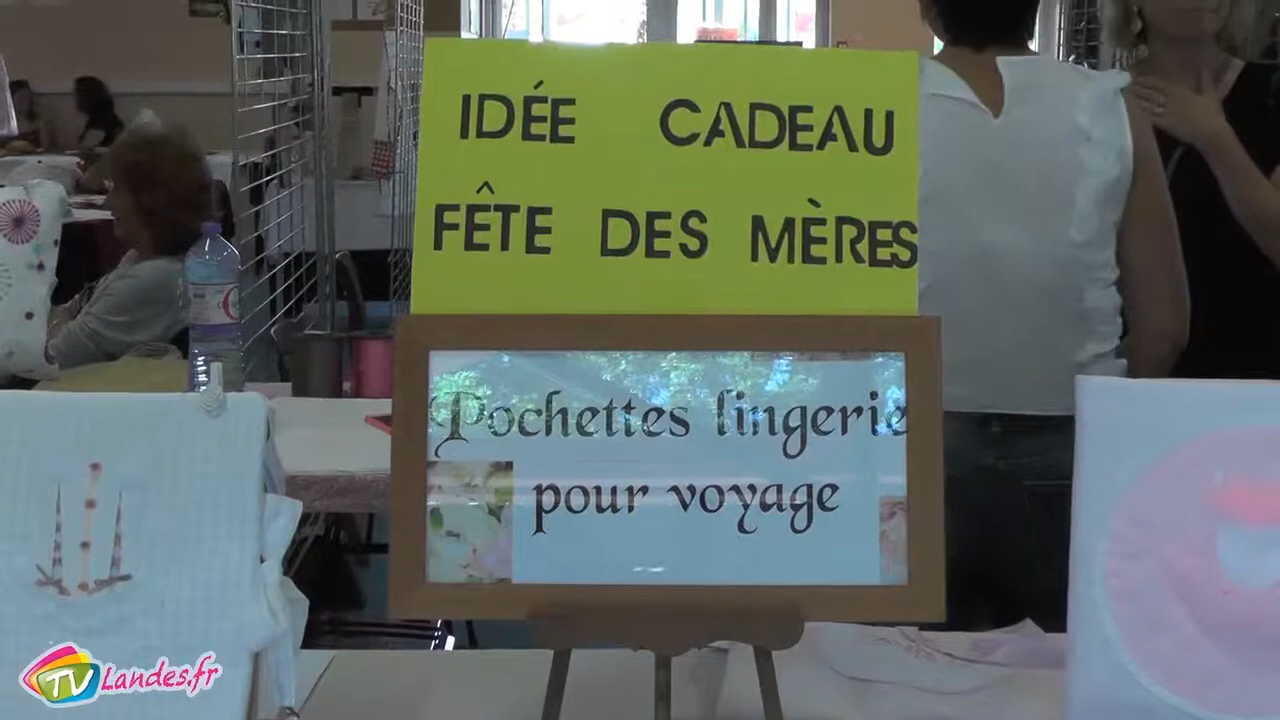 IDÉE CADEAU
FÊTE DES MÈRES
Pochettes lingerie
pour voyage
TV Landes.fr